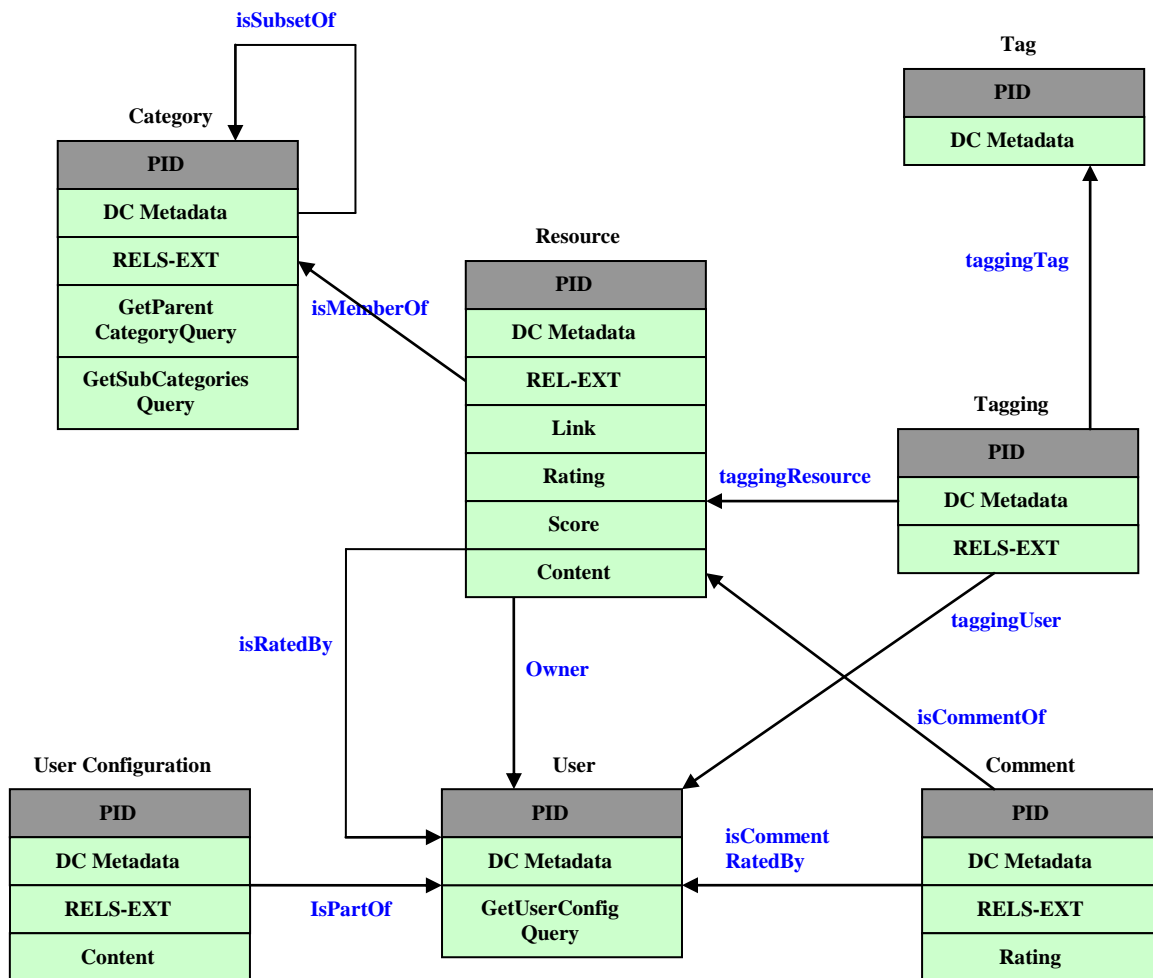 isSubsetOf
Tag
PID
DC Metadata
Category
PID
DC Metadata
RELS-EXT
GetParent
CategoryQuery
GetSubCategories
Query
isMemberOf
Resource
PID
DC Metadata
REL-EXT
Link
Rating
Score
Content
taggingTag
Tagging
PID
DC Metadata
RELS-EXT
taggingResource
taggingUser
isRatedBy
Owner
isCommentOf
User Configuration
PID
DC Metadata
RELS-EXT
Content
IsPartOf
User
PID
DC Metadata
GetUserConfig
Query
isComment
RatedBy
Comment
PID
DC Metadata
RELS-EXT
Rating